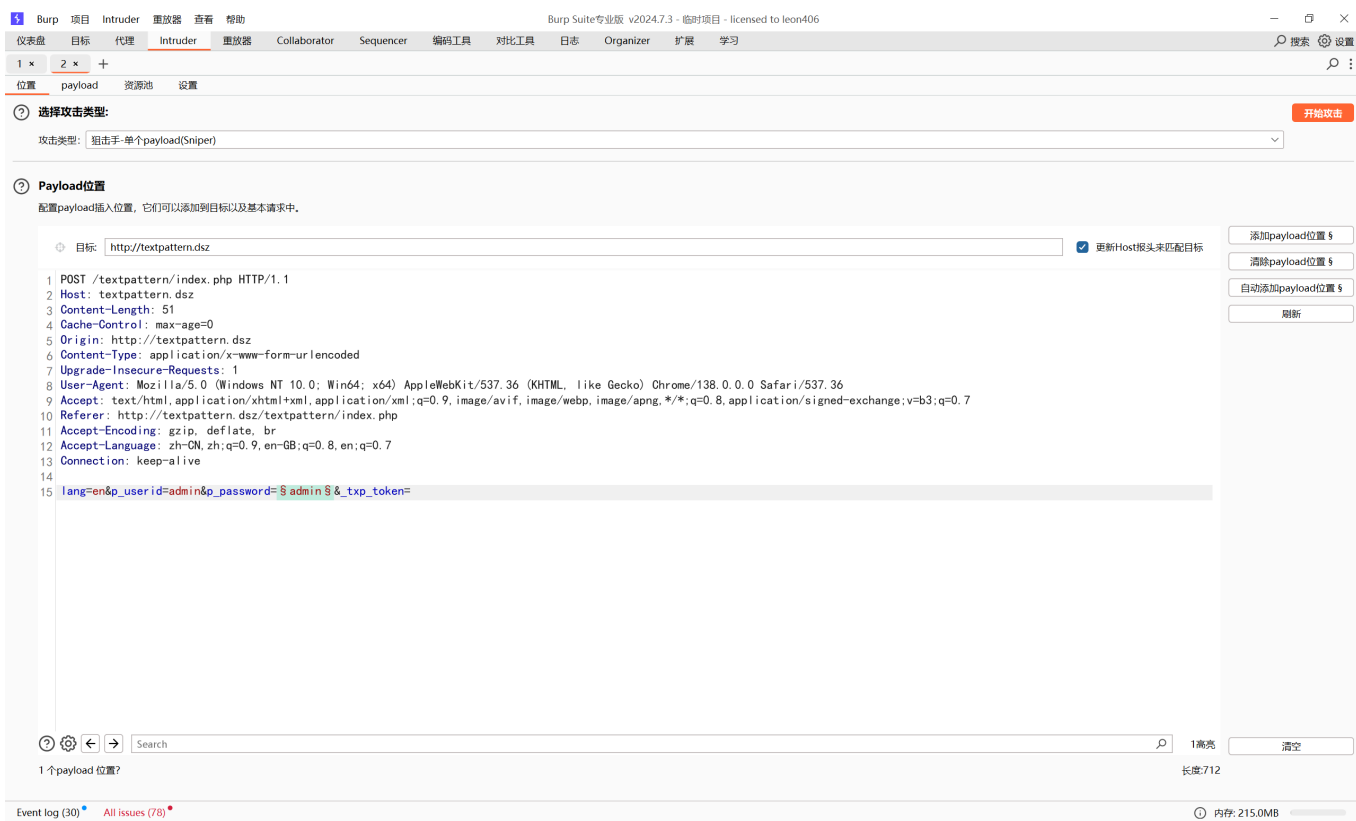 Burp 项目 Intruder 重放器 查看 帮助 Burp Suite专业版 v2024.7.3 - 临时项目 - licensed to leon406
仪表盘 目标 代理 Intruder 重放器 Collaborator Sequencer 编码工具 对比工具 日志 Organizer 扩展 学习 搜索 设置
1 × 2 × +
位置 payload 资源池 设置
? 选择攻击类型: 开始攻击
攻击类型: 狙击手-单个payload(Sniper)
? Payload位置
配置payload插入位置，它们可以添加到目标以及基本请求中。
目标: http://textpattern.dsz 更新Host报头来匹配目标
添加payload位置 §
清除payload位置 §
自动添加payload位置 §
刷新
1 POST /textpattern/index.php HTTP/1.1
2 Host: textpattern.dsz
3 Content-Length: 51
4 Cache-Control: max-age=0
5 Origin: http://textpattern.dsz
6 Content-Type: application/x-www-form-urlencoded
7 Upgrade-Insecure-Requests: 1
8 User-Agent: Mozilla/5.0 (Windows NT 10.0; Win64; x64) AppleWebKit/537.36 (KHTML, like Gecko) Chrome/138.0.0.0 Safari/537.36
9 Accept: text/html,application/xhtml+xml,application/xml;q=0.9,image/avif,image/webp,image/apng,*/*;q=0.8,application/signed-exchange;v=b3;q=0.7
10 Referer: http://textpattern.dsz/textpattern/index.php
11 Accept-Encoding: gzip, deflate, br
12 Accept-Language: zh-CN,zh;q=0.9,en-GB;q=0.8,en;q=0.7
13 Connection: keep-alive
14
15 lang=en&p_userid=admin&p_password=§admin§&_txp_token=
? Search 1高亮 清空
1 个payload 位置? 长度:712
Event log (30) All issues (78) 内存: 215.0MB